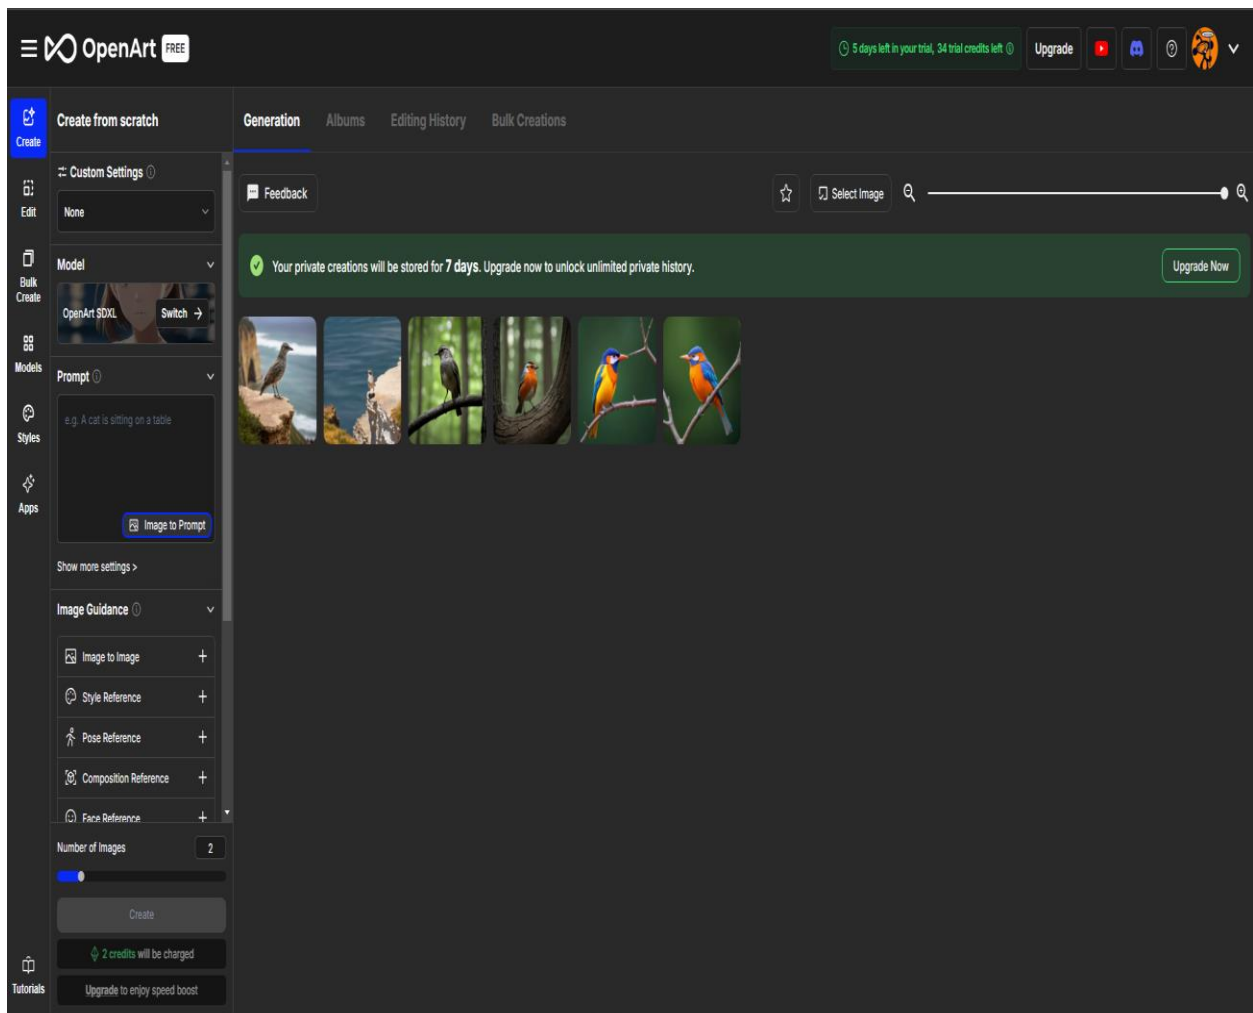 OpenArt FREE
5 days left in your trial, 34 trial credits left
Upgrade
Create
Edit
Bulk
Create
Models
Styles
Apps
Tutorials
Create from scratch
Custom Settings
None
Model
OpenArt SDXL
Switch →
Prompt
e.g. A cat is sitting on a table
Image to Prompt
Show more settings >
Image Guidance
Image to Image +
Style Reference +
Pose Reference +
Composition Reference +
Face Reference +
Number of Images 2
Create
2 credits will be charged
Upgrade to enjoy speed boost
Generation Albums Editing History Bulk Creations
Feedback
Select Image
Your private creations will be stored for 7 days. Upgrade now to unlock unlimited private history.
Upgrade Now